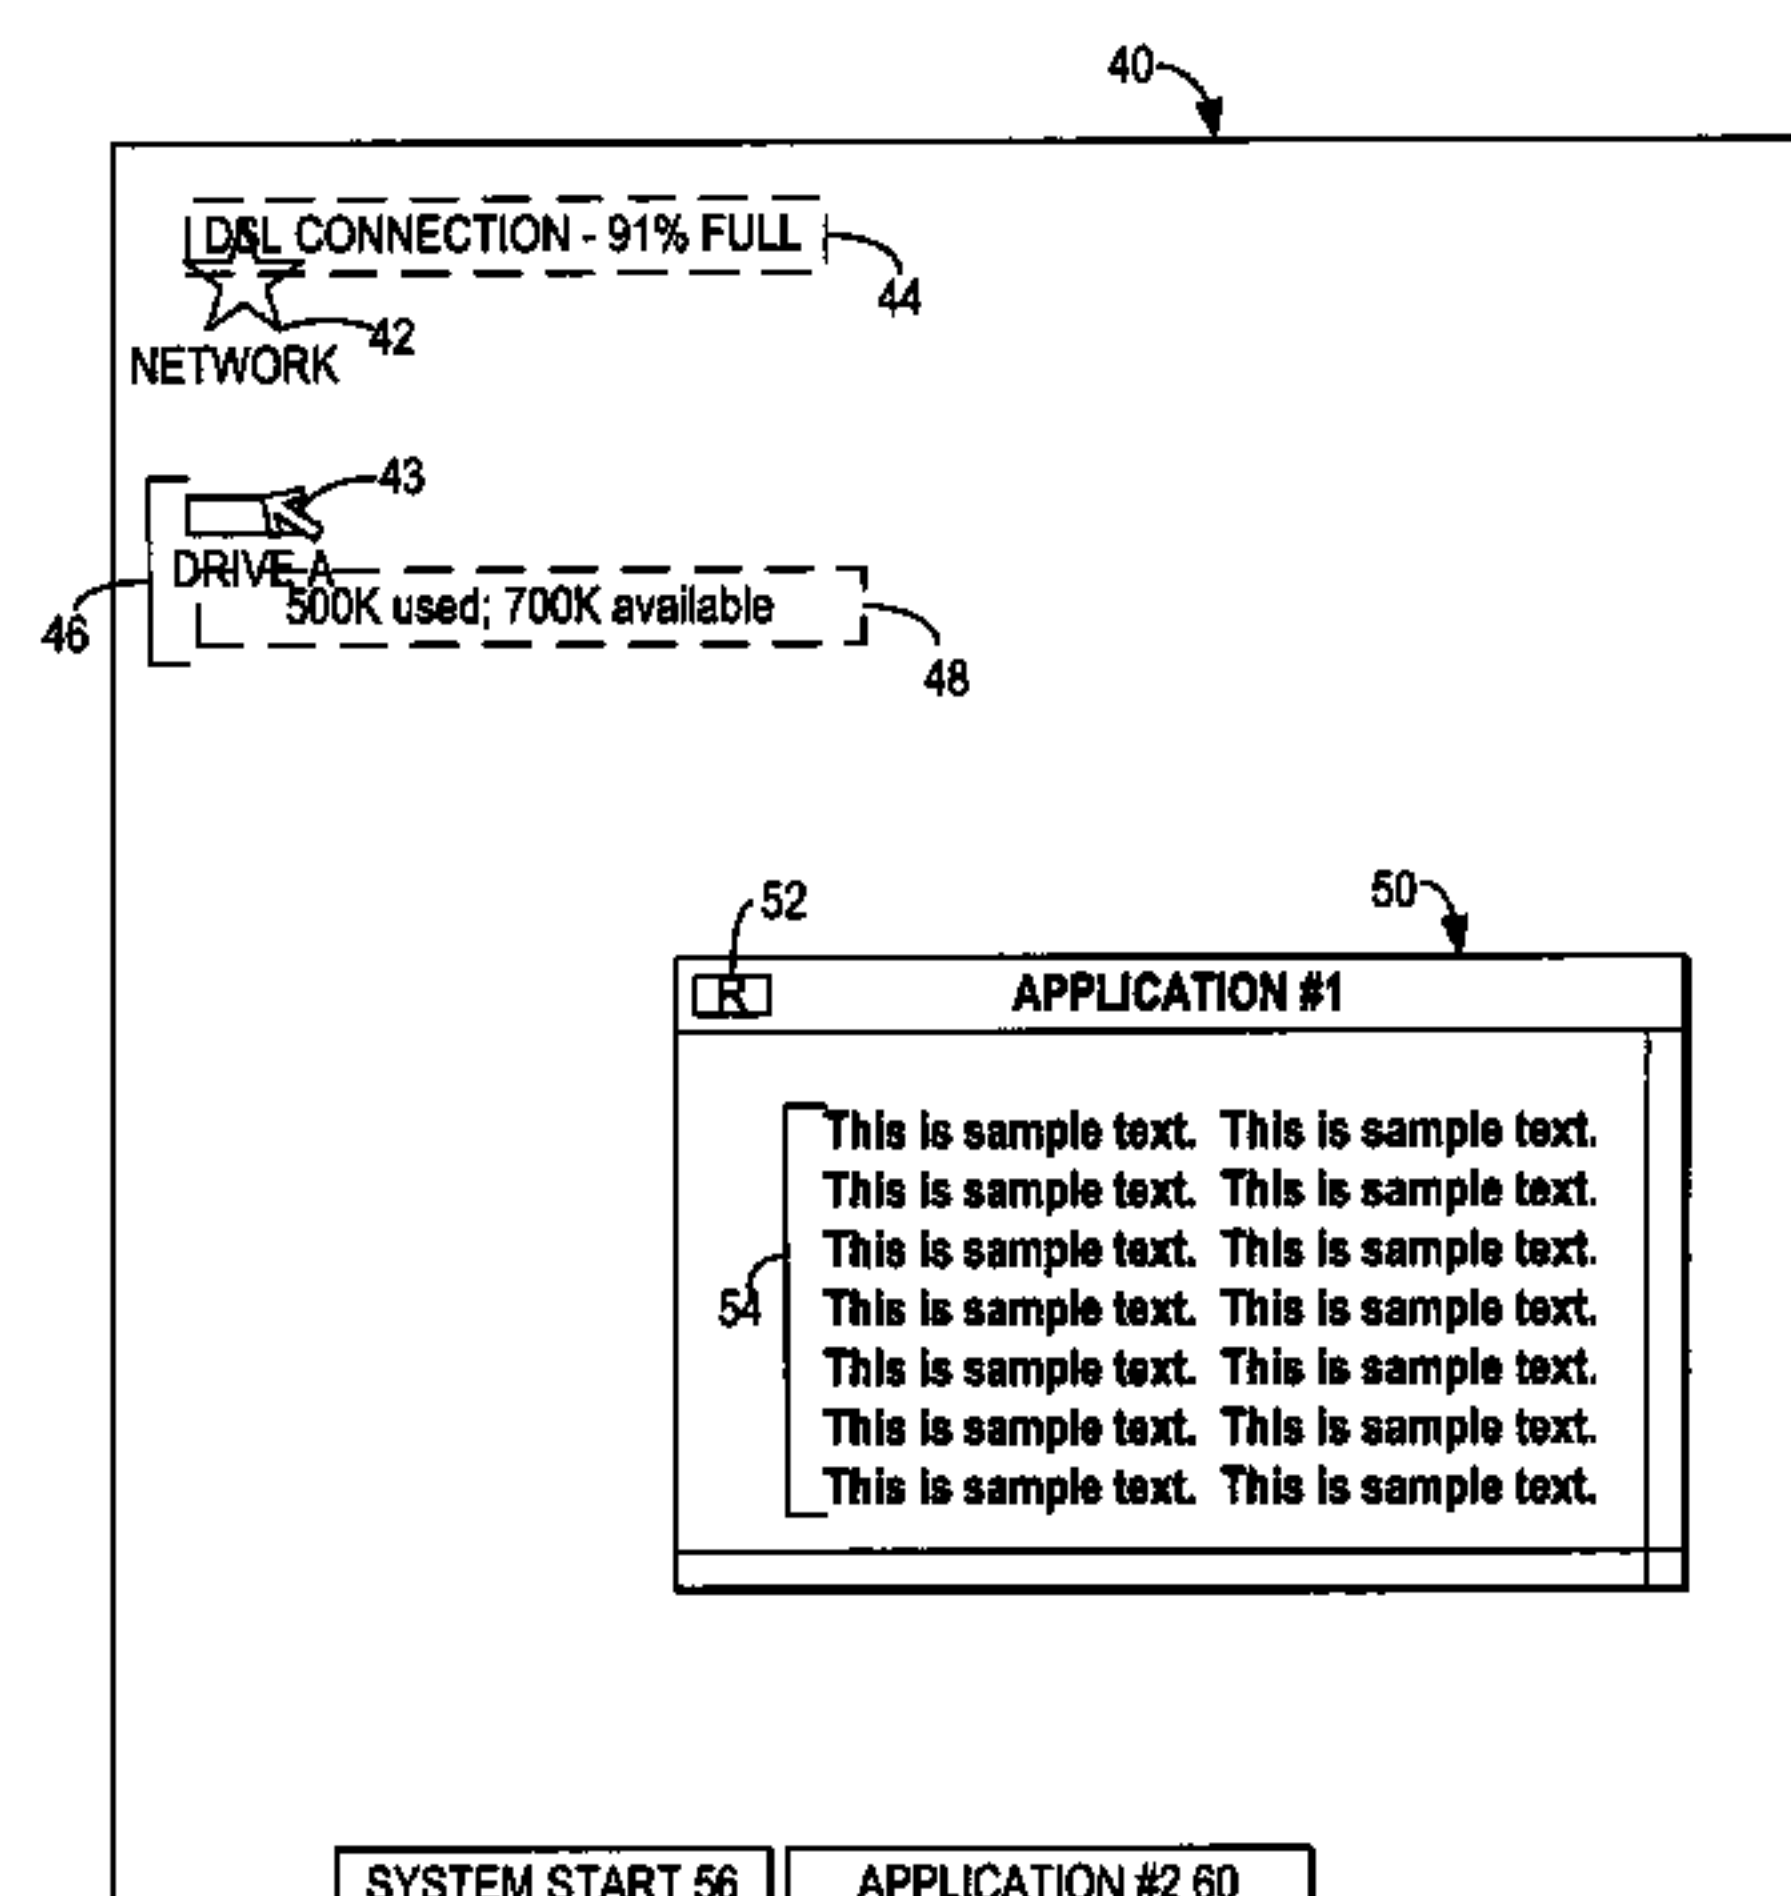 40
DSL CONNECTION - 91% FULL
44
42
NETWORK
43
DRIVE A
500K used; 700K available
46
48
52
50
R
APPLICATION #1
This is sample text. This is sample text.
This is sample text. This is sample text.
This is sample text. This is sample text.
54
This is sample text. This is sample text.
This is sample text. This is sample text.
This is sample text. This is sample text.
This is sample text. This is sample text.
SYSTEM START 56
APPLICATION #2 60